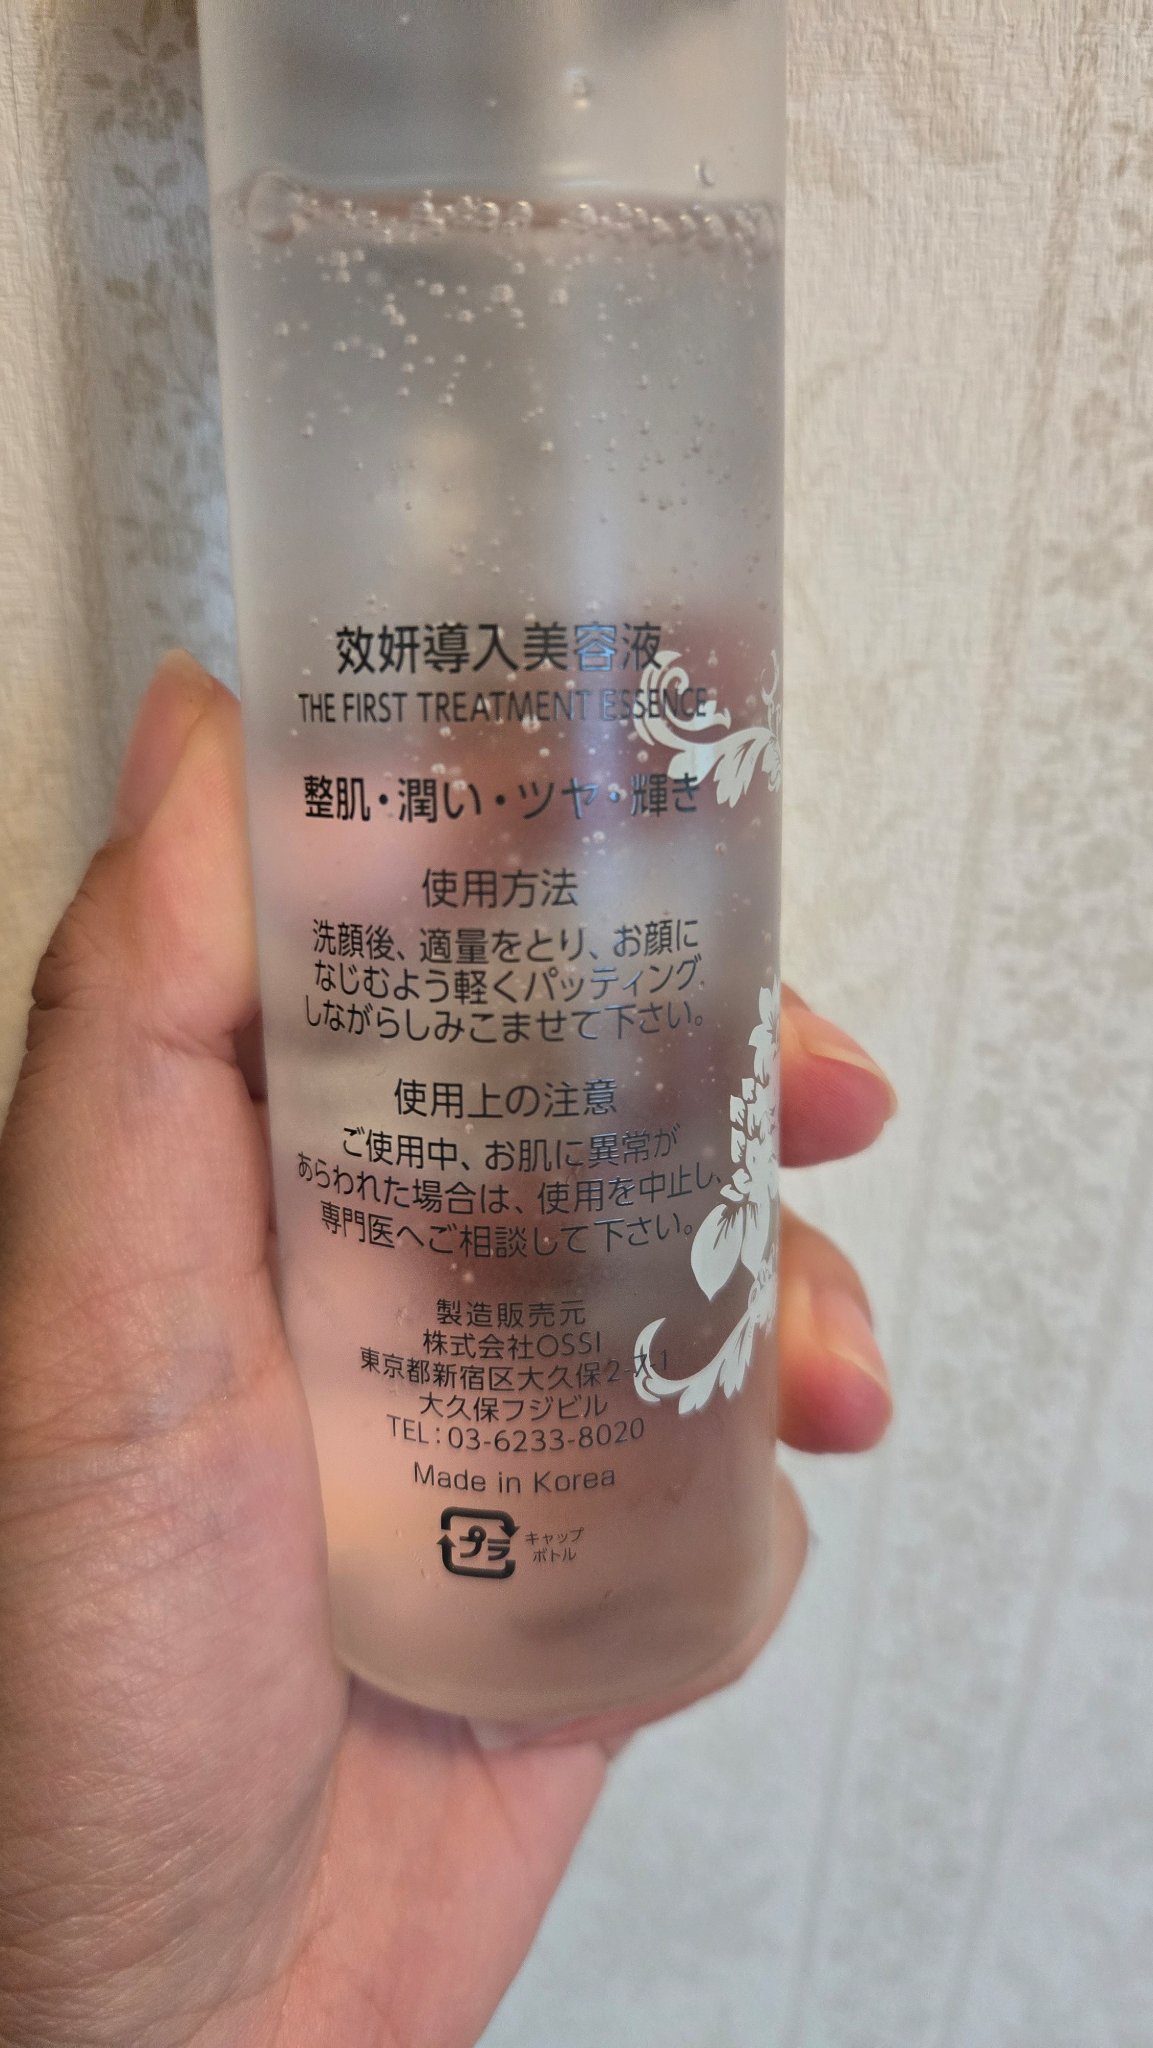 效妍導入美容液
THE FIRST TREATMENT ESSENCE
整肌・潤い・ツヤ・輝き
使用方法
洗顔後、適量をとり、お顔に
なじむよう軽くパッティング
しながらしみこませて下さい。
使用上の注意
ご使用中、お肌に異常が
あらわれた場合は、使用を中止し、
専門医へご相談して下さい。
製造販売元
株式会社OSSI
東京都新宿区大久保
大久保フジビル
TEL:03-6233-8020
Made in Korea
プラ
キャップ
ボトル